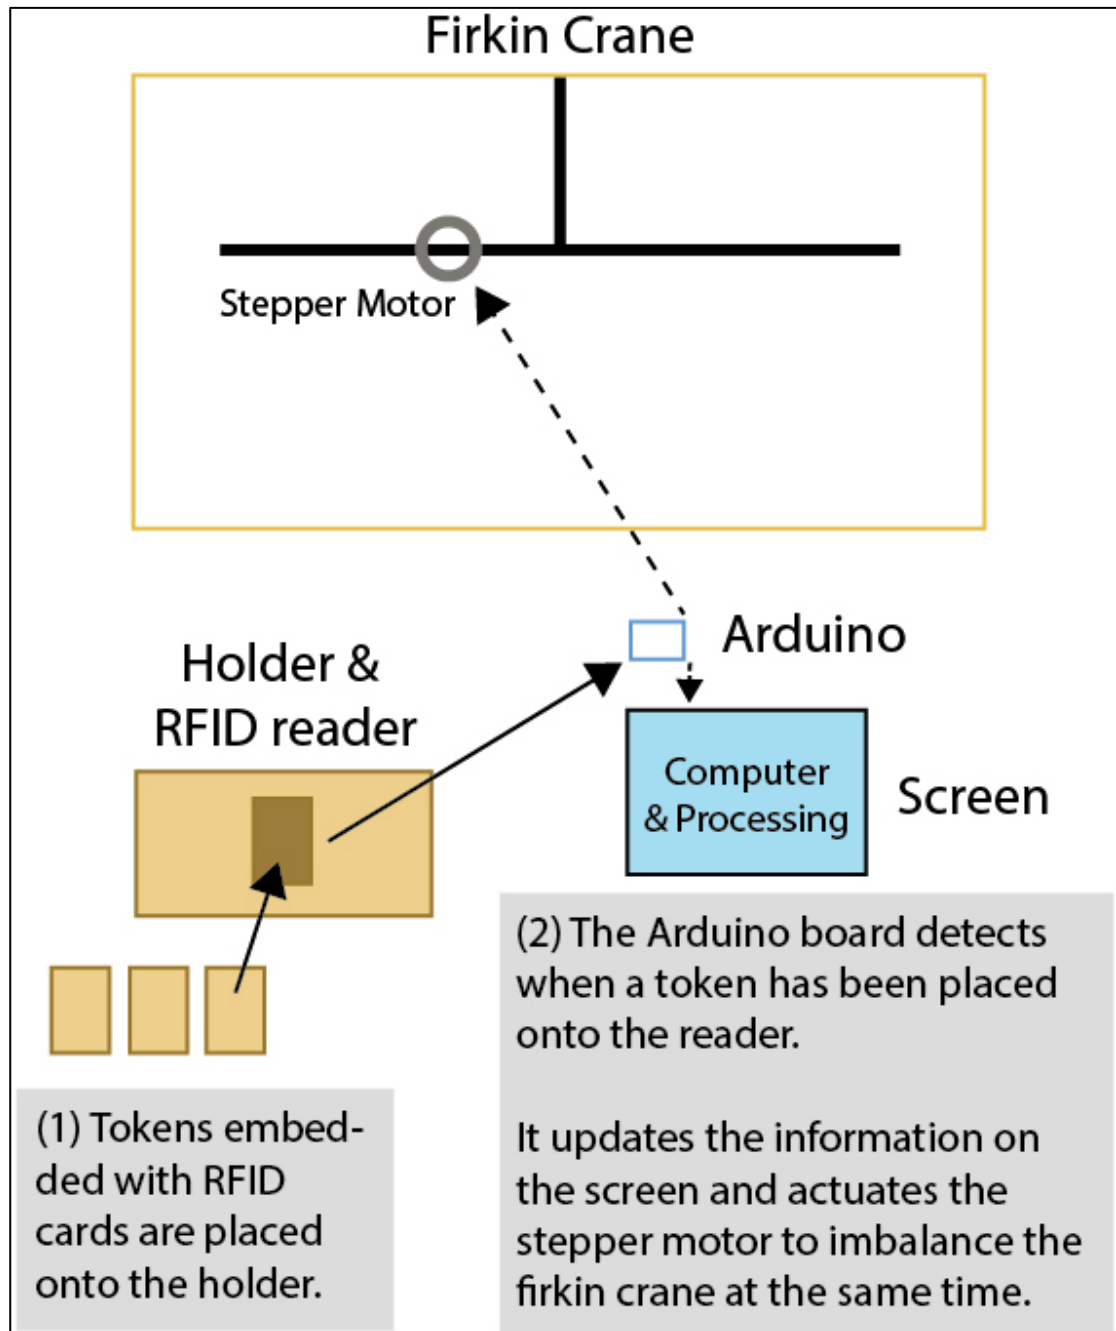 Firkin Crane
Stepper Motor
Arduino
Holder &
RFID reader
Computer
& Processing
Screen
(1) Tokens embed-
ded with RFID
cards are placed
onto the holder.
(2) The Arduino board detects
when a token has been placed
onto the reader.
It updates the information on
the screen and actuates the
stepper motor to imbalance the
firkin crane at the same time.